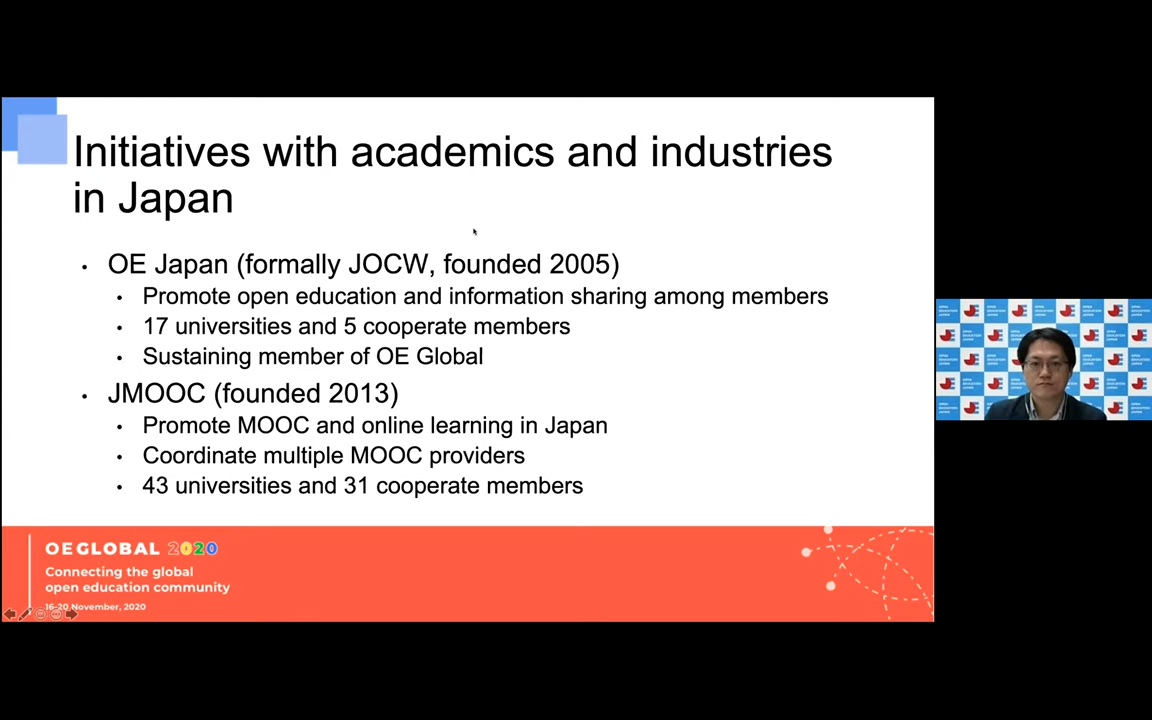 Initiatives with academics and industries
in Japan
• OE Japan (formally JOCW, founded 2005)
• Promote open education and information sharing among members
• 17 universities and 5 cooperate members
• Sustaining member of OE Global
• JMOOC (founded 2013)
• Promote MOOC and online learning in Japan
• Coordinate multiple MOOC providers
• 43 universities and 31 cooperate members
OEGLOBAL 2020
Connecting the global
open education community
16-20 November, 2020
OPEN
EDUCATION
JAPAN